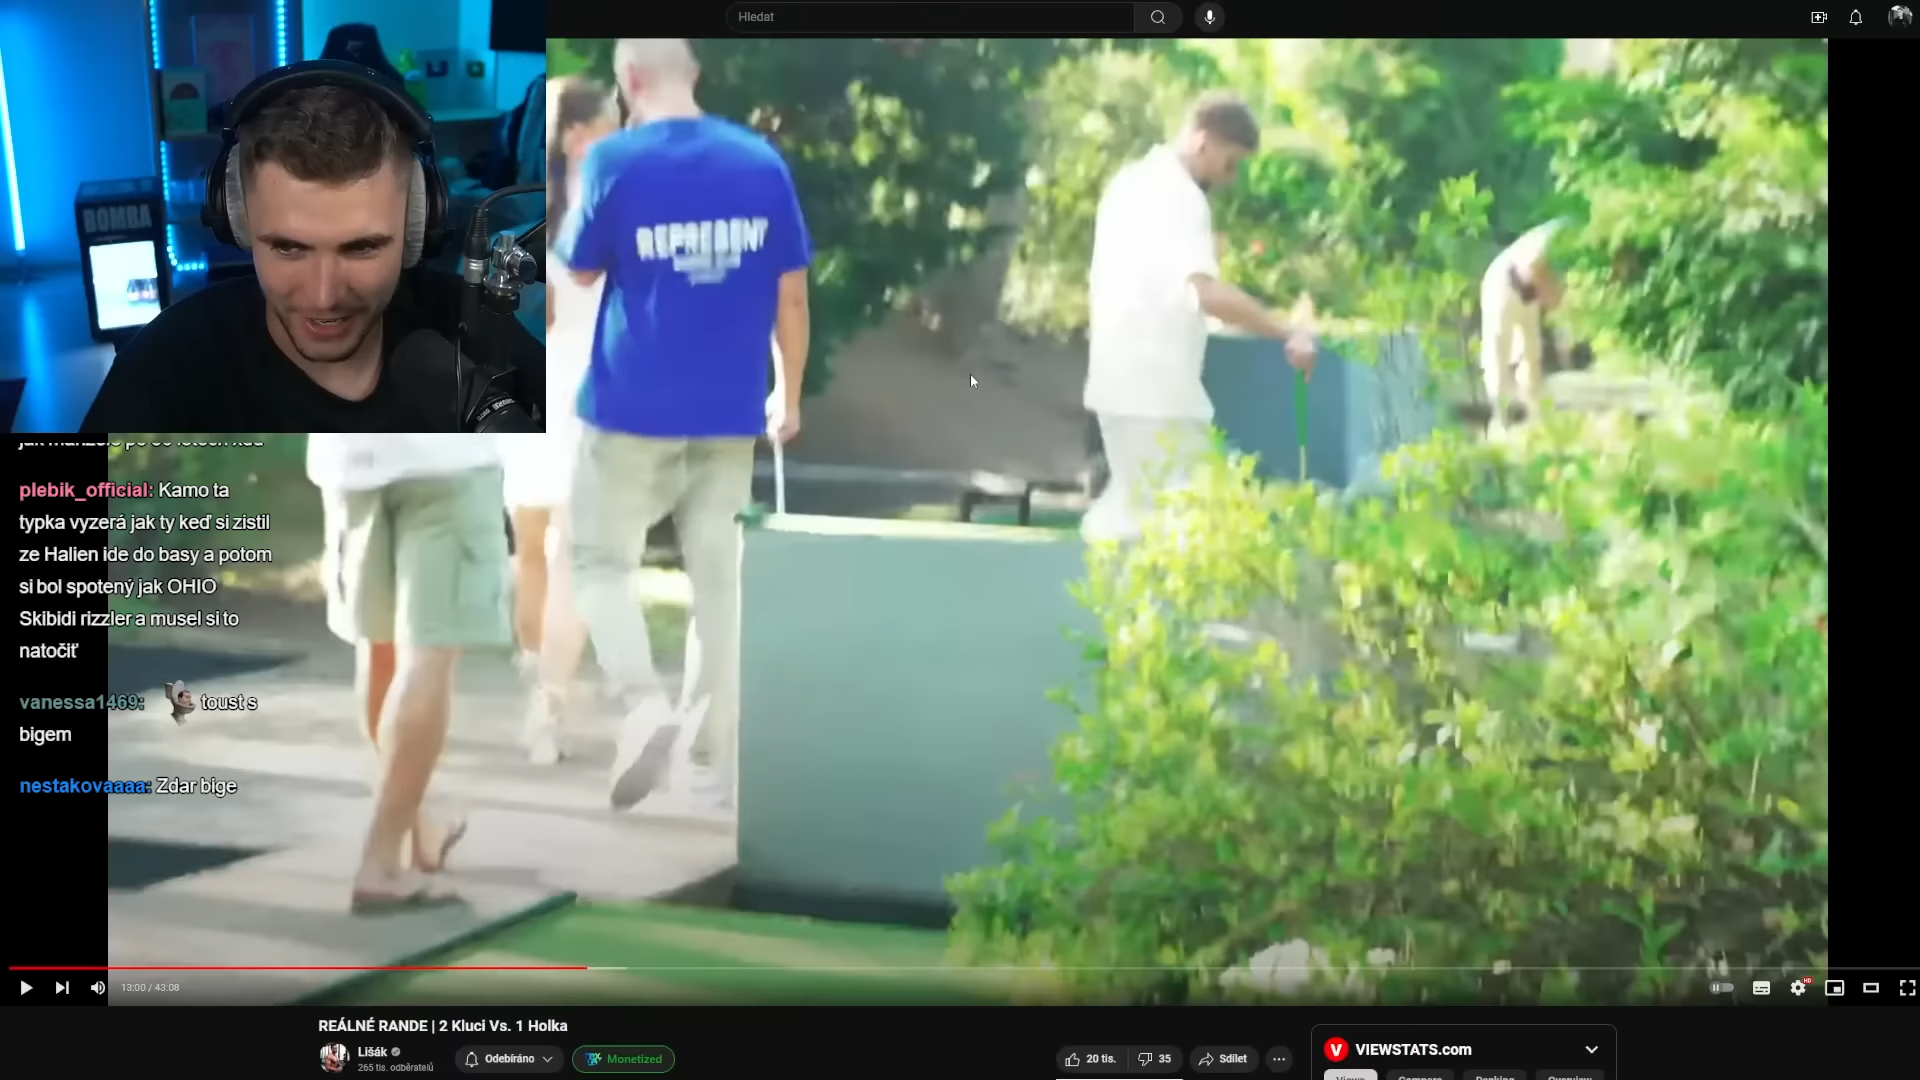 Hledat
BOMBA
REPRESENT
plebik_official: Kamo ta
typka vyzerá jak ty keď si zistil
ze Halien ide do basy a potom
si bol spotený jak OHIO
Skibidi rizzler a musel si to
natočiť
vanessa1469: toust s
bigem
nestakovaaaa: Zdar bige
13:00 / 43:08
REÁLNÉ RANDE | 2 Kluci Vs. 1 Holka
Lišák
265 tis. odběratelů
Odebíráno
Monetized
20 tis.
35
Sdílet
VIEWSTATS.com